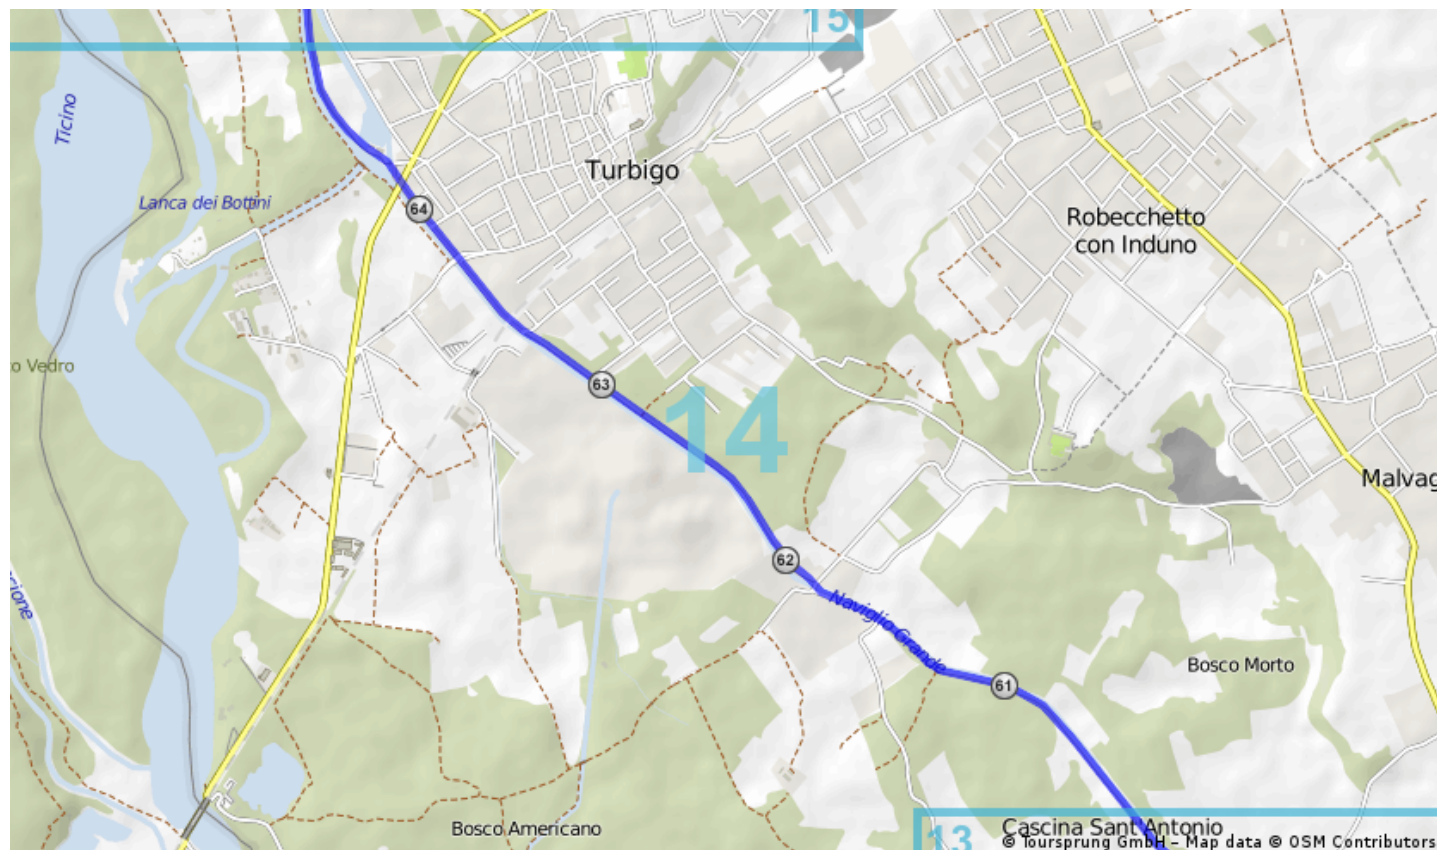 15
Ticino
Turbigo
Lanca dei Bottini
64
Robecchetto
con Induno
o Vedro
63
14
Malvag
62
cione
Naviglio Grande
61
Bosco Morto
Bosco Americano
13
Cascina Sant'Antonio
© Toursprung GmbH – Map data © OSM Contributors